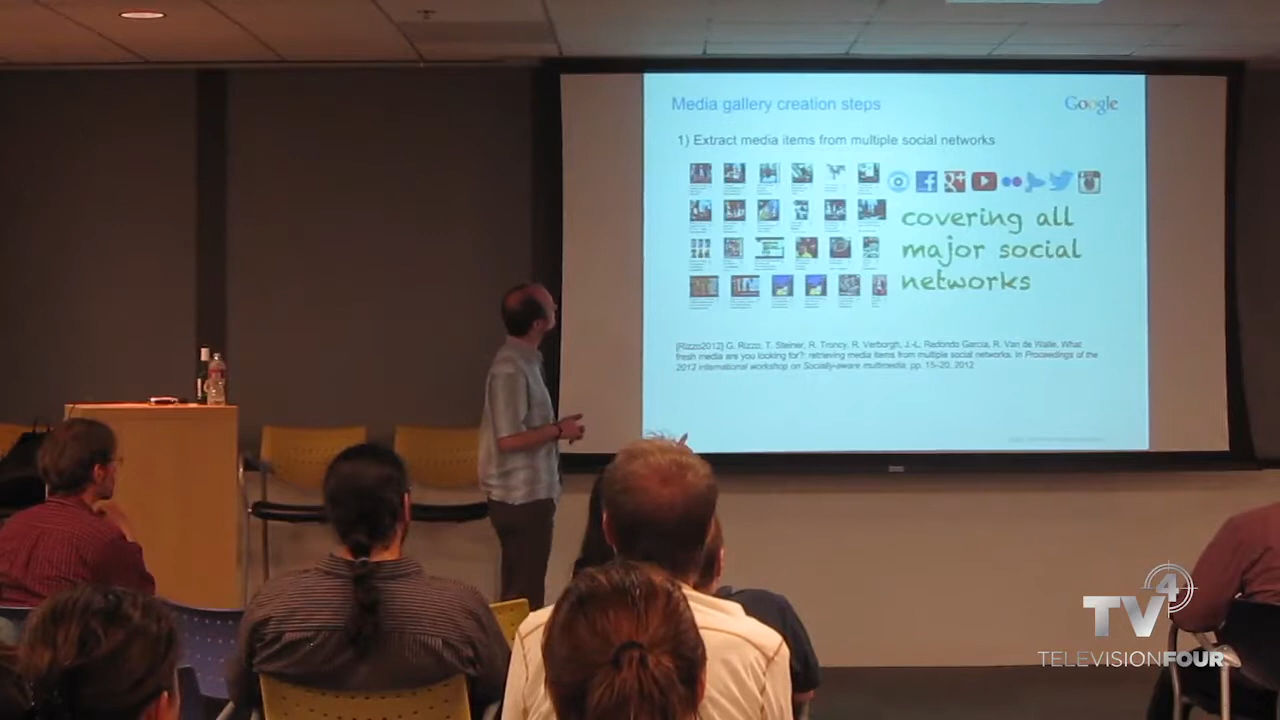 Media gallery creation steps
Google
1) Extract media items from multiple social networks
covering all
major social
networks
[Rizzo2012] G. Rizzo, T. Steiner, R. Troncy, R. Verborgh, J.-L. Redondo García, R. Van de Walle, What
fresh media are you looking for?: retrieving media items from multiple social networks. In Proceedings of the
2012 international workshop on Socially-aware multimedia, pp. 15–20, 2012
TV4
TELEVISIONFOUR